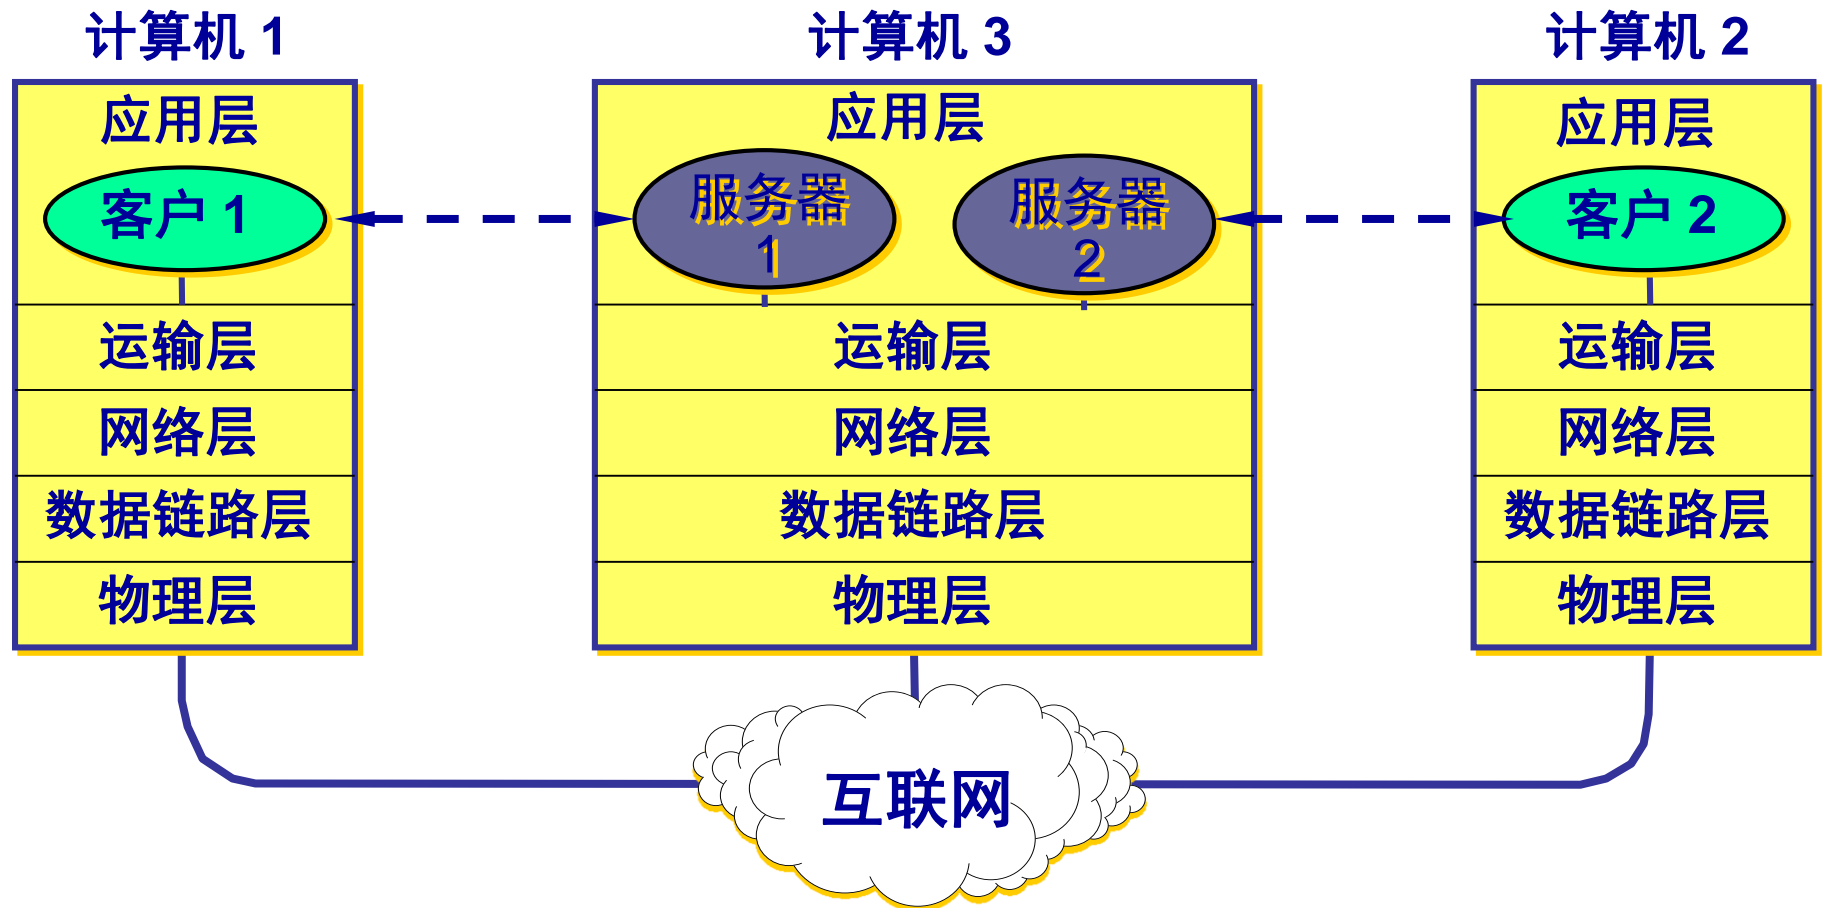 计算机 1
应用层
客户 1
运输层
网络层
数据链路层
物理层
计算机 3
应用层
服务器
1
服务器
2
运输层
网络层
数据链路层
物理层
计算机 2
应用层
客户 2
运输层
网络层
数据链路层
物理层
互联网